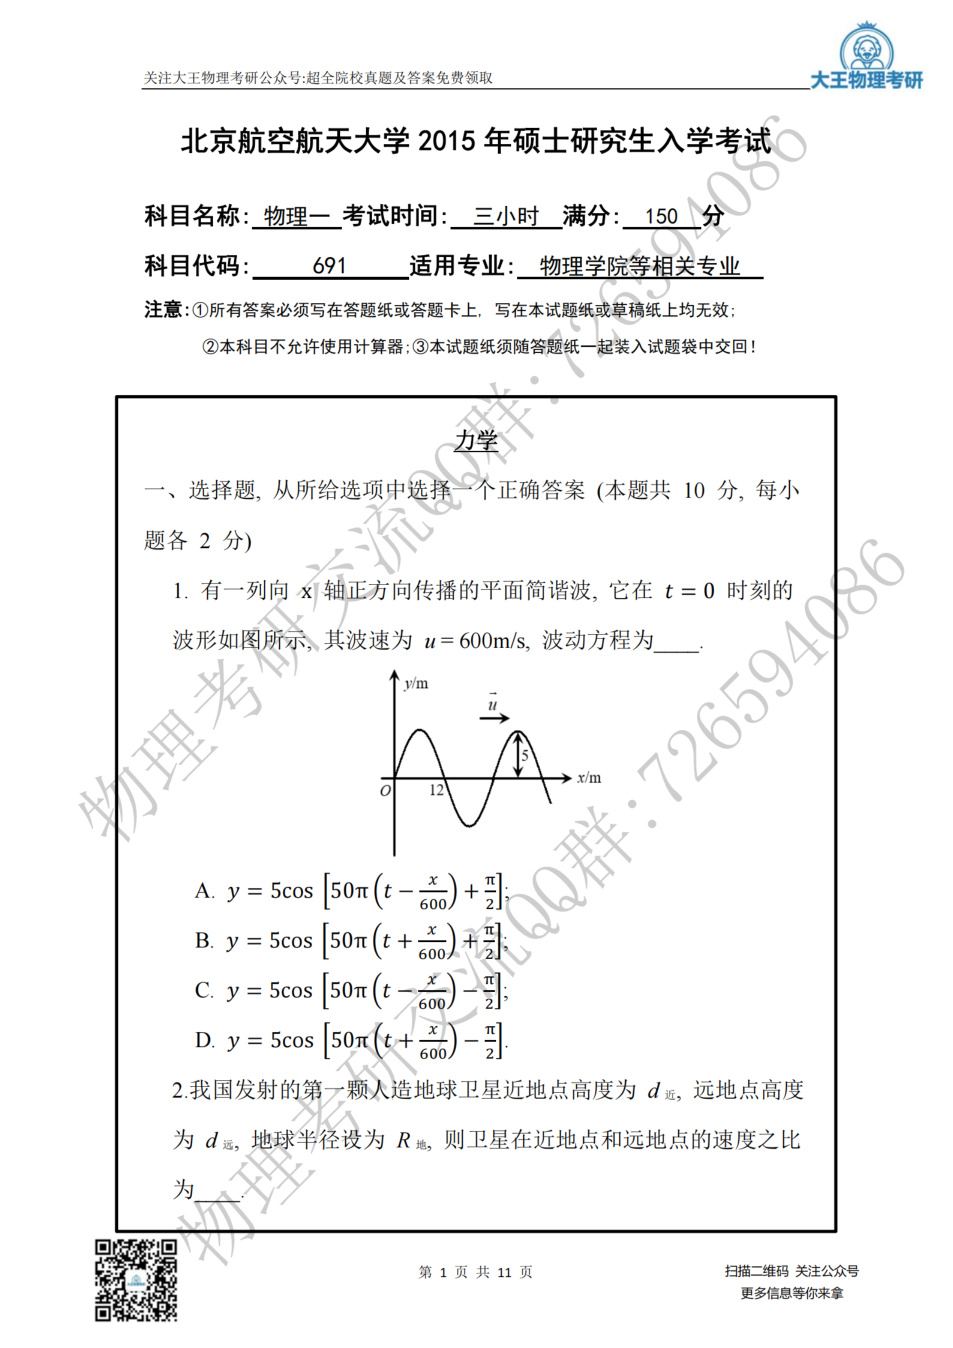 关注大王物理考研公众号:超全院校真题及答案免费领取
大王物理考研
北京航空航天大学 2015 年硕士研究生入学考试
科目名称: 物理一 考试时间: 三小时 满分: 150 分
科目代码: 691 适用专业: 物理学院等相关专业
注意:①所有答案必须写在答题纸或答题卡上, 写在本试题纸或草稿纸上均无效;
②本科目不允许使用计算器;③本试题纸须随答题纸一起装入试题袋中交回!
力学
一、选择题, 从所给选项中选择一个正确答案 (本题共 10 分, 每小
题各 2 分)
1. 有一列向 x 轴正方向传播的平面简谐波, 它在 t = 0 时刻的
波形如图所示, 其波速为 u = 600m/s, 波动方程为____.
y/m
u
5
x/m
O 12
A. y = 5cos [50π (t − x/600) + π/2];
B. y = 5cos [50π (t + x/600) + π/2];
C. y = 5cos [50π (t − x/600) − π/2];
D. y = 5cos [50π (t + x/600) − π/2].
2.我国发射的第一颗人造地球卫星近地点高度为 d 近, 远地点高度
为 d 远, 地球半径设为 R 地, 则卫星在近地点和远地点的速度之比
为____.
物理考研交流QQ群:726594086
物理考研交流QQ群:726594086
第 1 页 共 11 页
扫描二维码 关注公众号
更多信息等你来拿